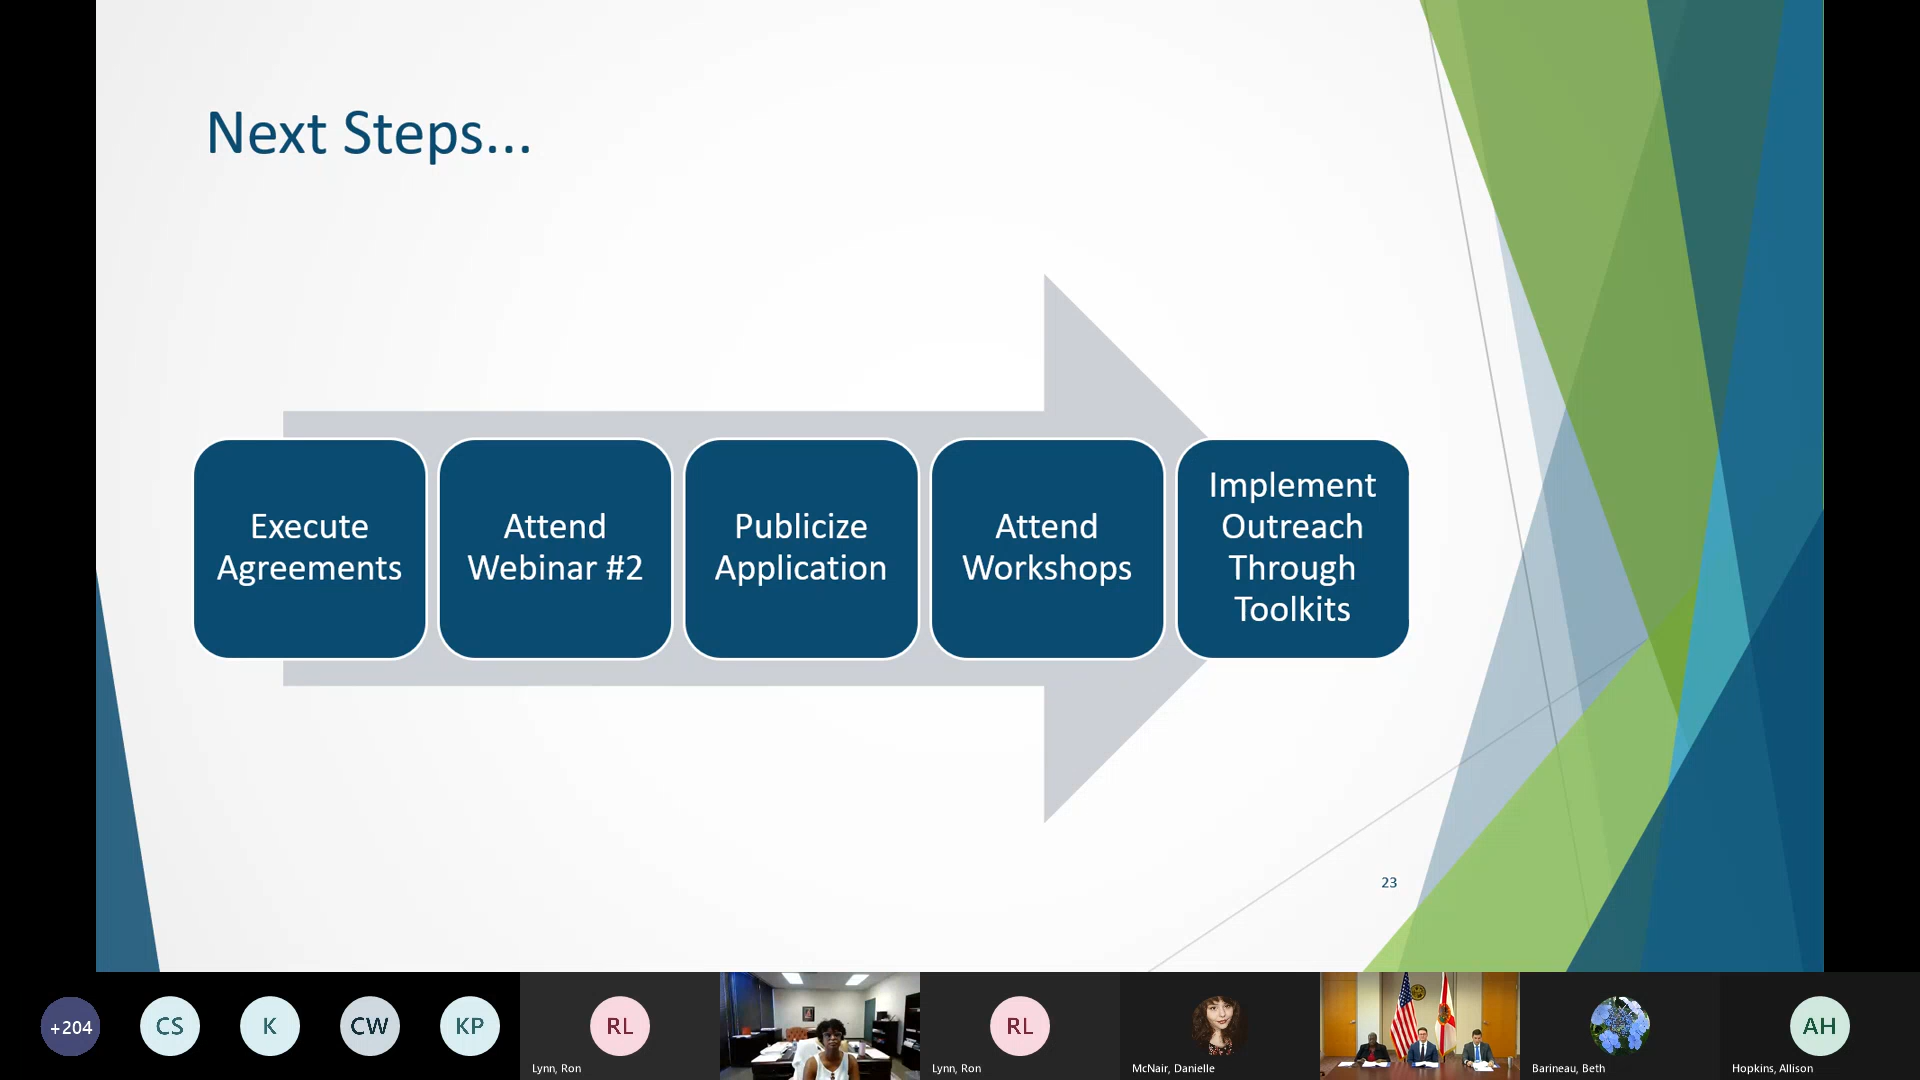 Next Steps...
Execute
Agreements
Attend
Webinar #2
Publicize
Application
Attend
Workshops
Implement
Outreach
Through
Toolkits
23
+204
CS
K
CW
KP
RL
Lynn, Ron
RL
Lynn, Ron
McNair, Danielle
Barineau, Beth
AH
Hopkins, Allison